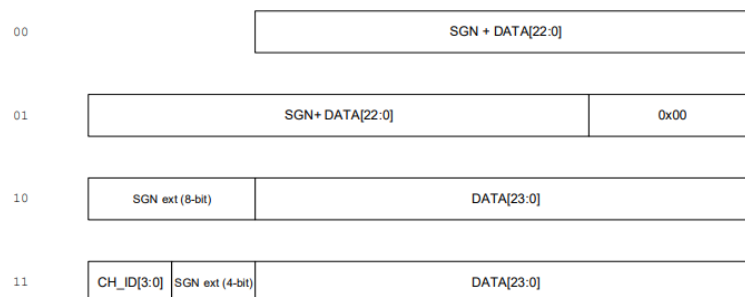 00 SGN + DATA[22:0]
01 SGN+ DATA[22:0] 0x00
10 SGN ext (8-bit) DATA[23:0]
11 CH_ID[3:0] SGN ext (4-bit) DATA[23:0]